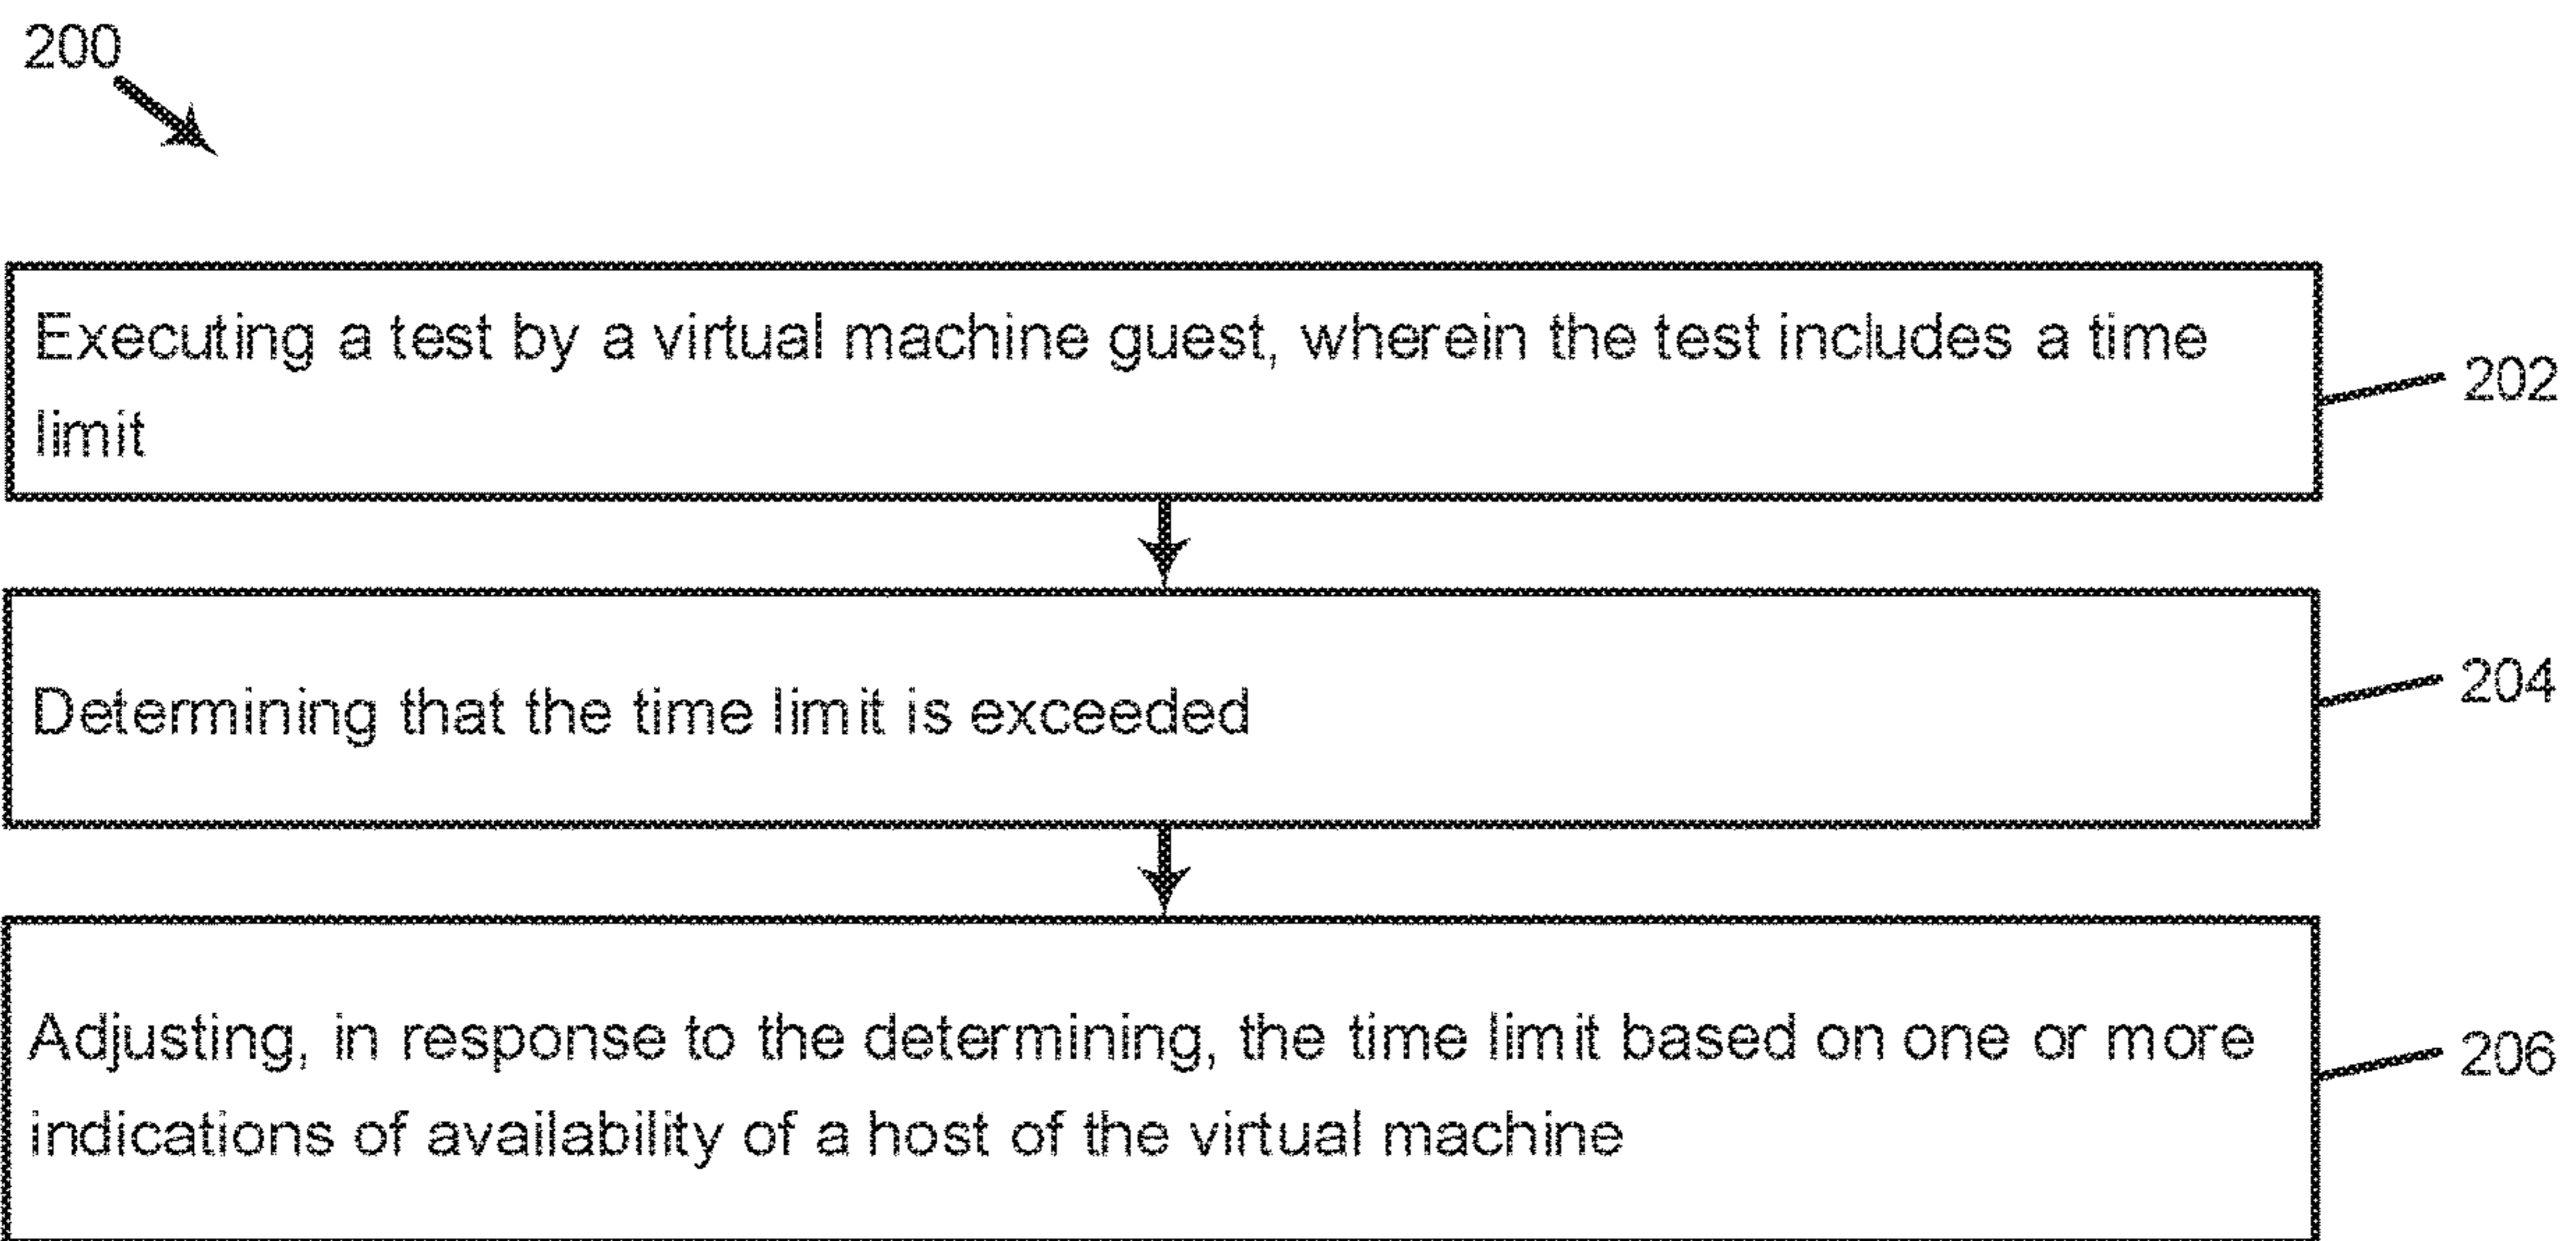 200
Executing a test by a virtual machine guest, wherein the test includes a time
limit
202
Determining that the time limit is exceeded
204
Adjusting, in response to the determining, the time limit based on one or more
indications of availability of a host of the virtual machine
206